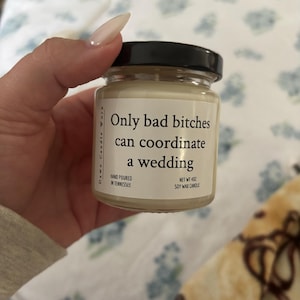 Only bad bitches
can coordinate
a wedding
HAND POURED
IN TENNESSEE
NET WT 4OZ
SOY WAX CANDLE